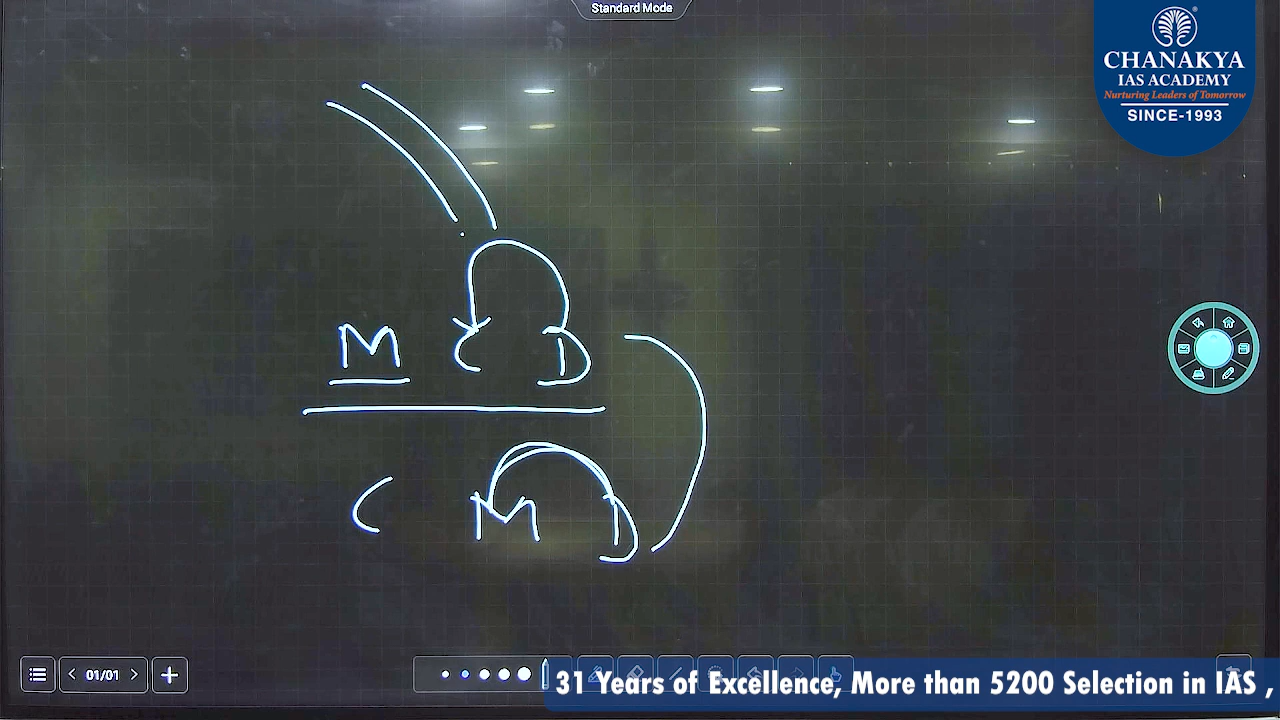 Standard Mode
CHANAKYA
IAS ACADEMY
Nurturing Leaders of Tomorrow
SINCE-1993
M C D
C M D
01/01
31 Years of Excellence, More than 5200 Selection in IAS ,